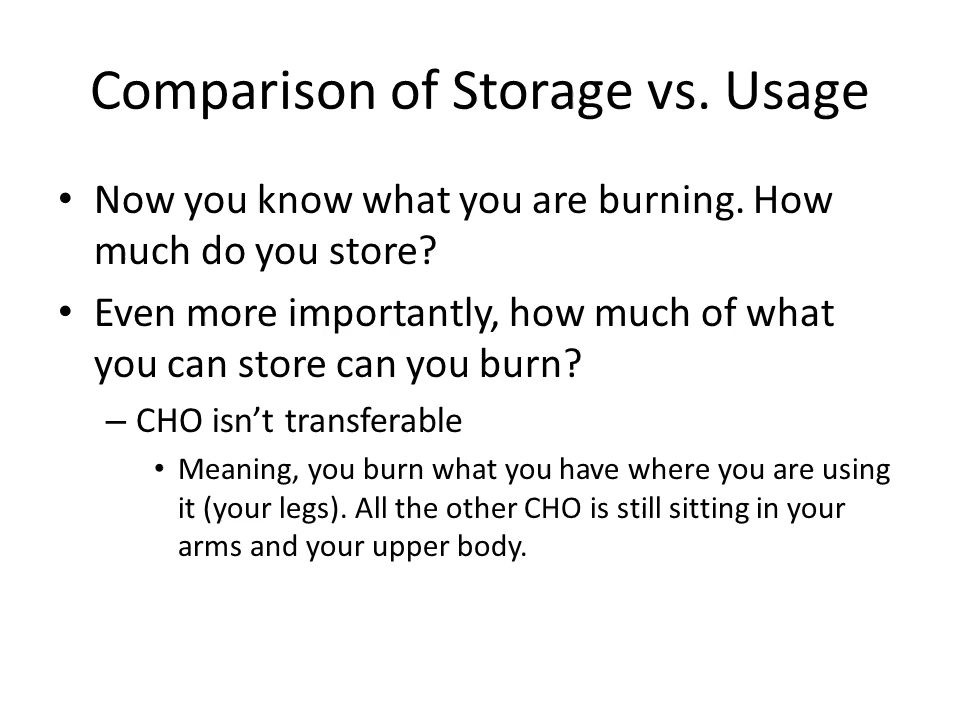 Comparison of Storage vs. Usage
• Now you know what you are burning. How
much do you store?
• Even more importantly, how much of what
you can store can you burn?
– CHO isn’t transferable
• Meaning, you burn what you have where you are using
it (your legs). All the other CHO is still sitting in your
arms and your upper body.